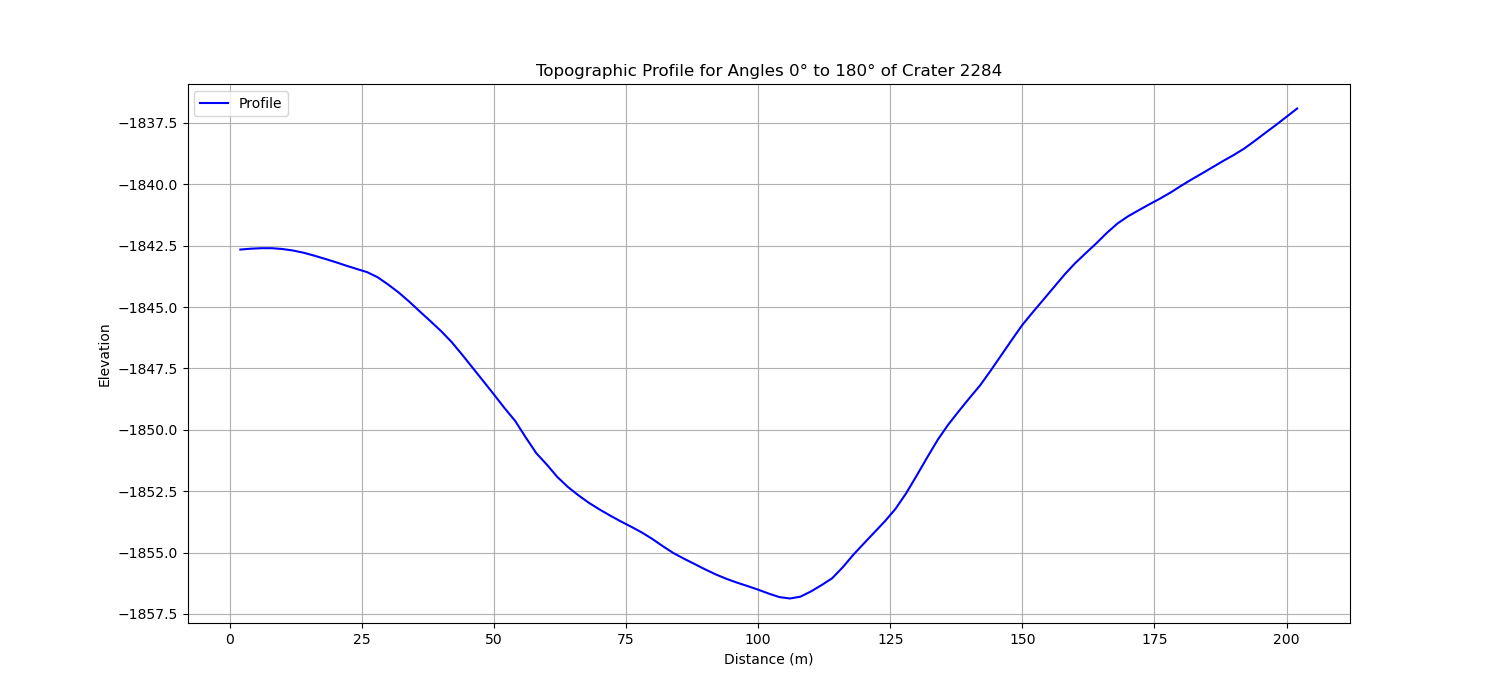 Topographic Profile for Angles 0° to 180° of Crater 2284
Profile
−1837.5
−1840.0
−1842.5
−1845.0
−1847.5
−1850.0
−1852.5
−1855.0
−1857.5
Elevation
0 25 50 75 100 125 150 175 200
Distance (m)